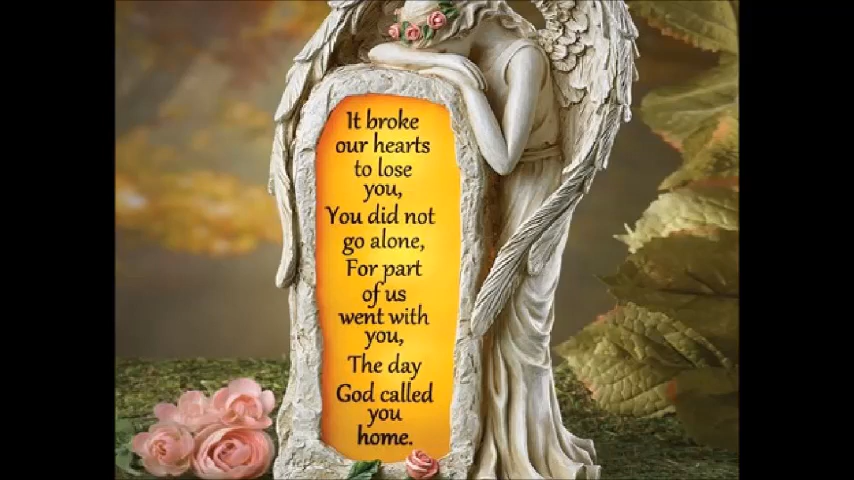 It broke
our hearts
to lose
you,
You did not
go alone,
For part
of us
went with
you,
The day
God called
you
home.